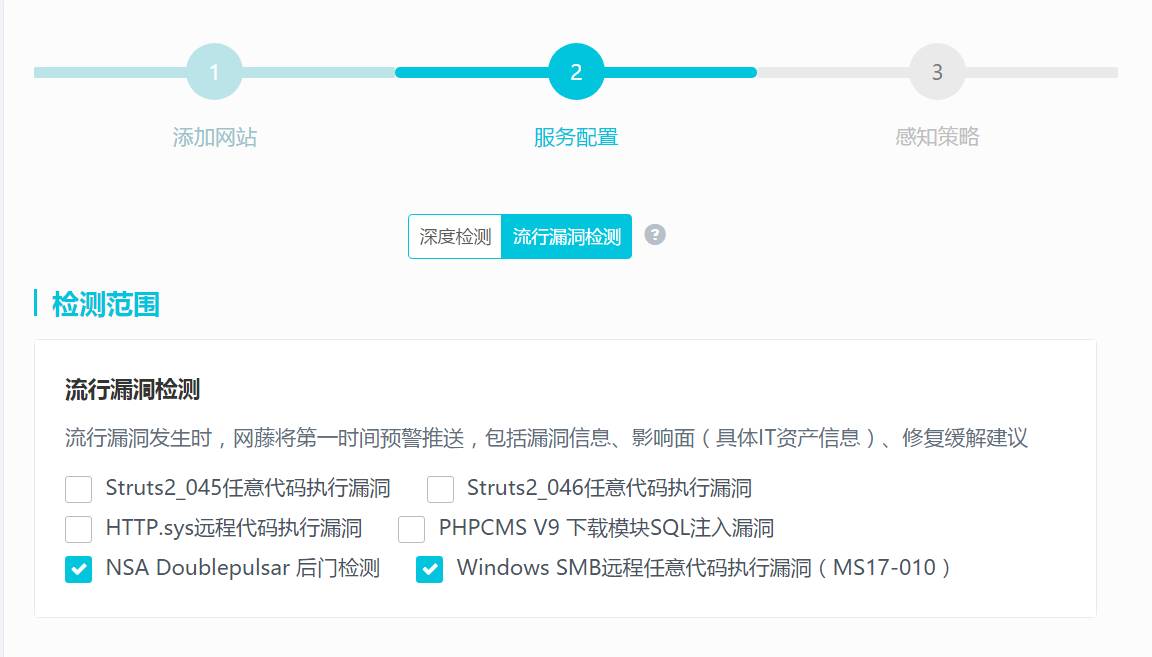 1 2 3
添加网站 服务配置 感知策略
深度检测 流行漏洞检测 ?
检测范围
流行漏洞检测
流行漏洞发生时，网藤将第一时间预警推送，包括漏洞信息、影响面（具体IT资产信息）、修复缓解建议
Struts2_045任意代码执行漏洞 Struts2_046任意代码执行漏洞
HTTP.sys远程代码执行漏洞 PHPCMS V9 下载模块SQL注入漏洞
NSA Doublepulsar 后门检测 Windows SMB远程任意代码执行漏洞（MS17-010）